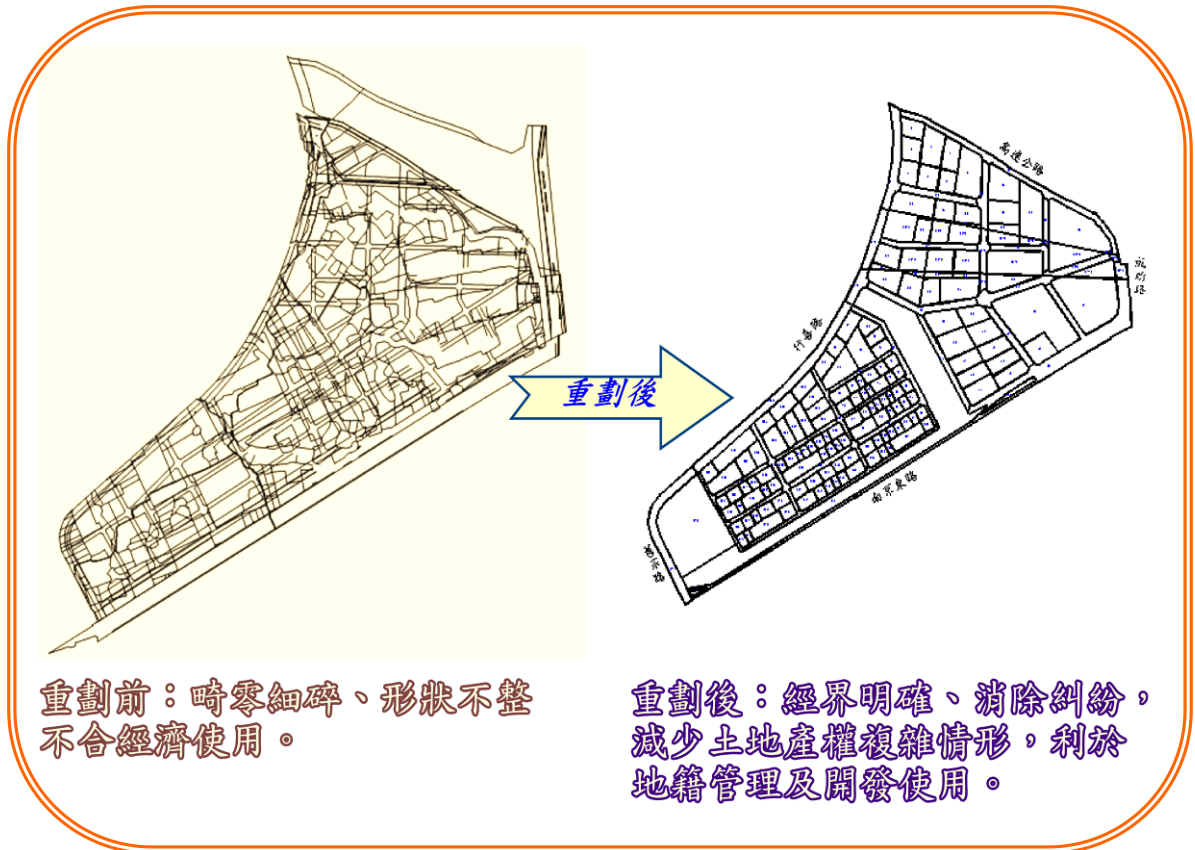 高速公路
行善路
重劃後
南京東路
重劃前：畸零細碎、形狀不整
不合經濟使用。
重劃後：經界明確、消除糾紛，
減少土地產權複雜情形，利於
地籍管理及開發使用。